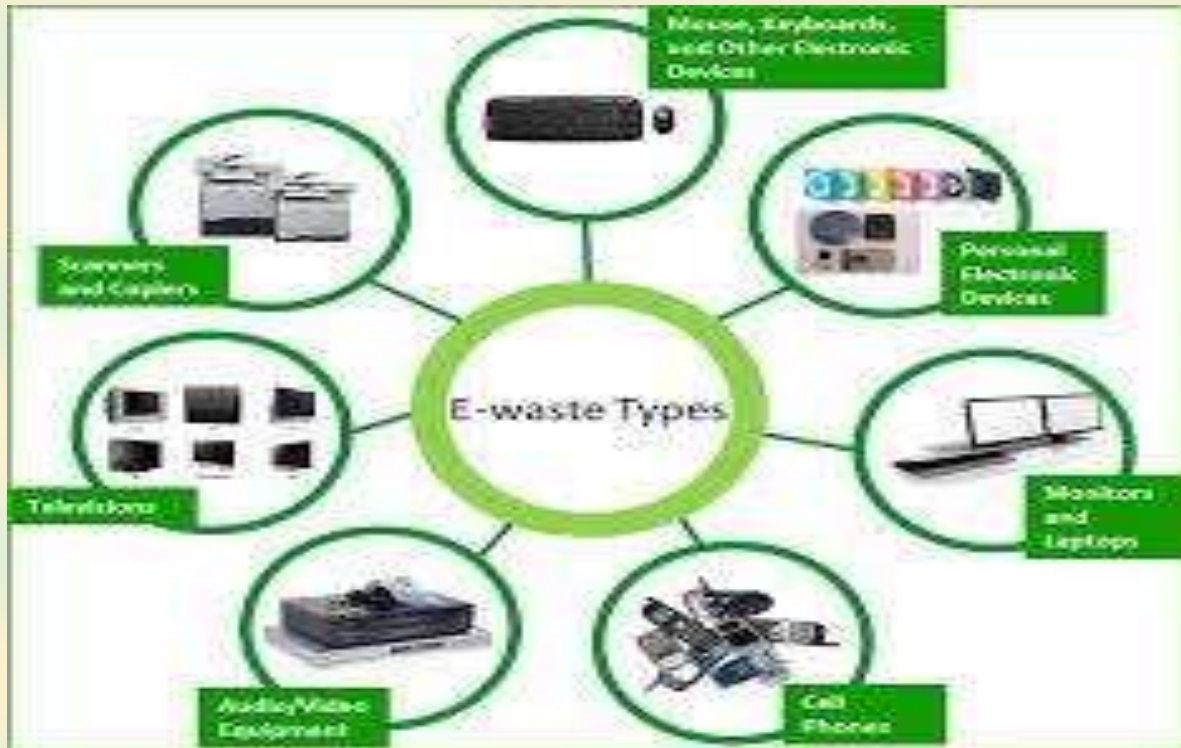 Mouse, Keyboards,
and Other Electronic
Devices
Personal
Electronic
Devices
Scanners
and Copiers
E-waste Types
Monitors
and
Laptops
Televisions
Audio/Video
Equipment
Cell
Phones